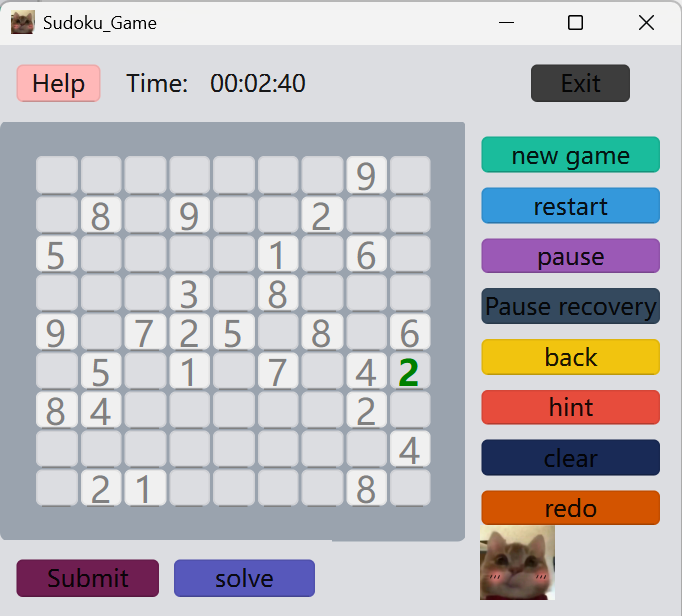 Sudoku_Game
Help Time: 00:02:40 Exit
9
8 9 2
5 1 6
3 8
9 7 2 5 8 6
5 1 7 4 2
8 4 2
4
2 1 8
new game
restart
pause
Pause recovery
back
hint
clear
redo
Submit solve